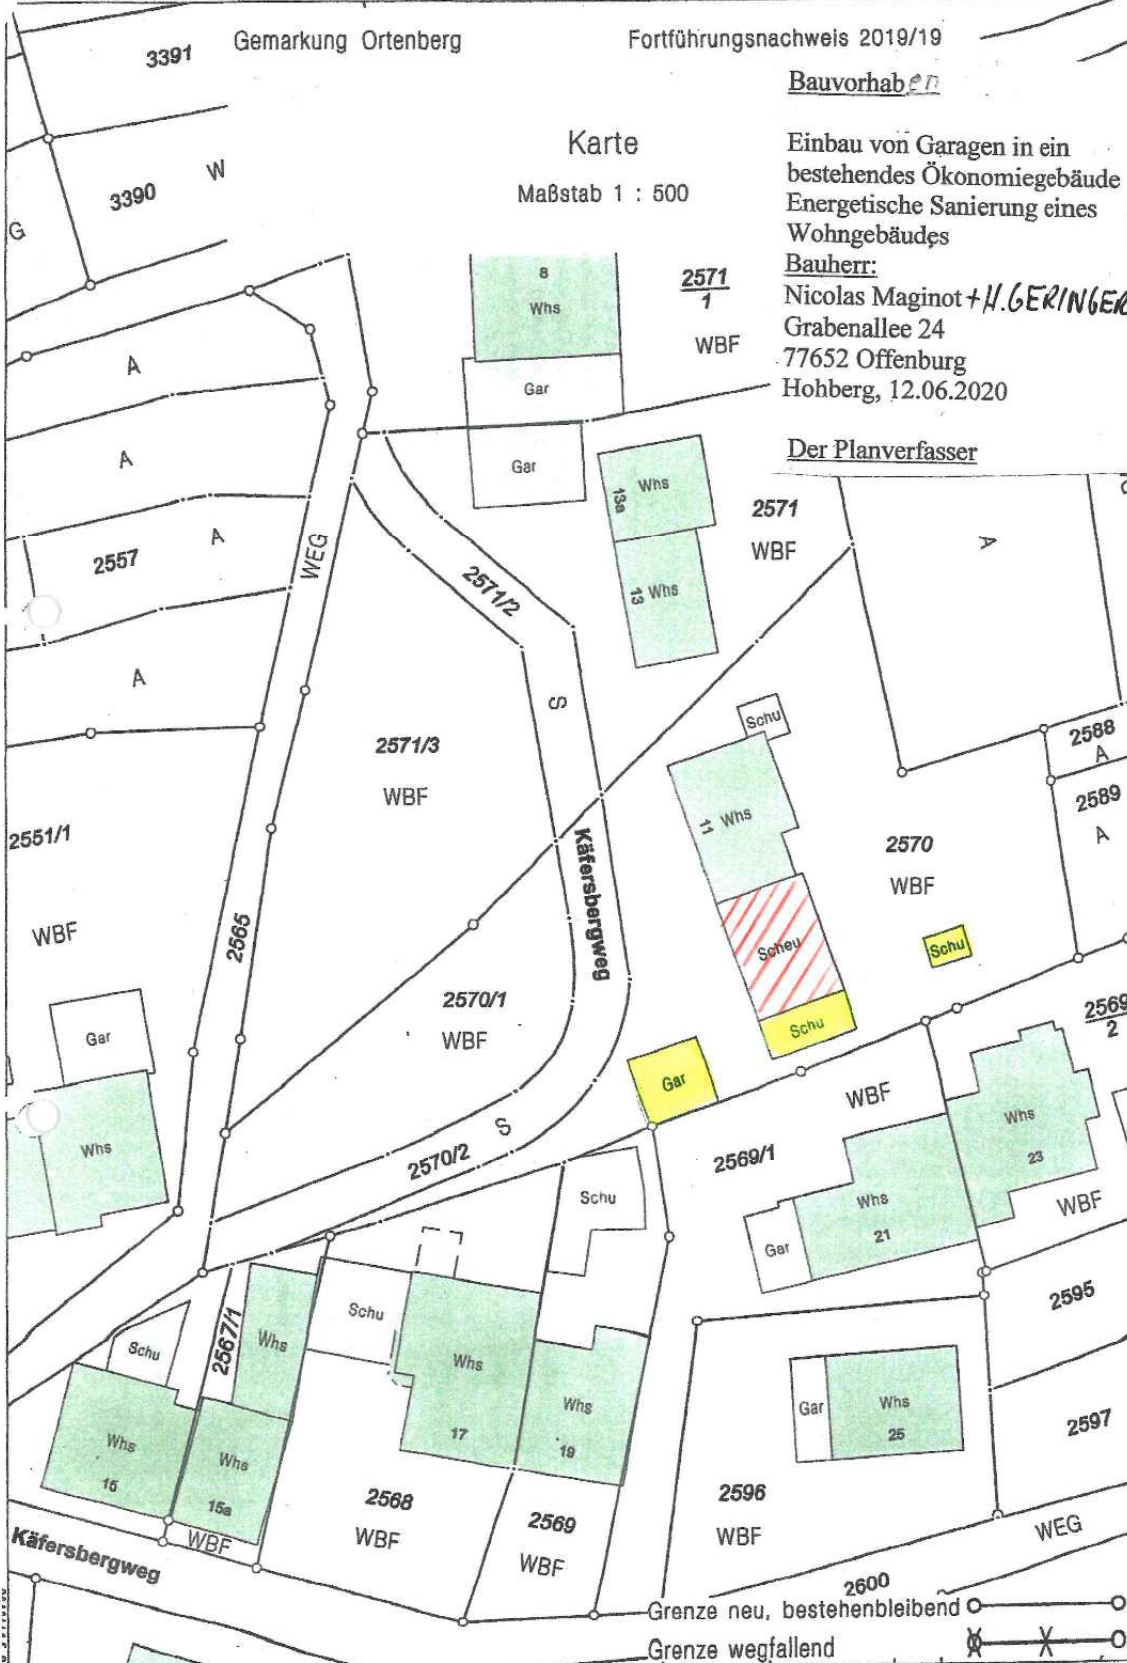 Gemarkung Ortenberg
Fortführungsnachweis 2019/19
Karte
Maßstab 1 : 500
Bauvorhaben
Einbau von Garagen in ein
bestehendes Ökonomiegebäude
Energetische Sanierung eines
Wohngebäudes
Bauherr:
Nicolas Maginot + H. GERINGER
Grabenallee 24
77652 Offenburg
Hohberg, 12.06.2020
Der Planverfasser
3391
3390
W
G
A
A
A
2557
A
WEG
8
Whs
Gar
Gar
2571
1
WBF
13a
Whs
13
Whs
2571
WBF
A
2571/2
S
2571/3
WBF
Schu
11
Whs
2570
WBF
2588
A
2589
A
2551/1
WBF
2565
Käfersbergweg
Scheu
Schu
Schu
2570/1
WBF
Gar
Whs
Gar
2569
2
WBF
S
2570/2
2569/1
Schu
Whs
23
WBF
Whs
21
Gar
2595
Schu
2567/1
Whs
Schu
Whs
17
Whs
19
Whs
15
Whs
15a
WBF
Gar
Whs
25
2597
2568
WBF
2569
WBF
2596
WBF
WEG
Käfersbergweg
2600
Grenze neu, bestehenbleibend
Grenze wegfallend